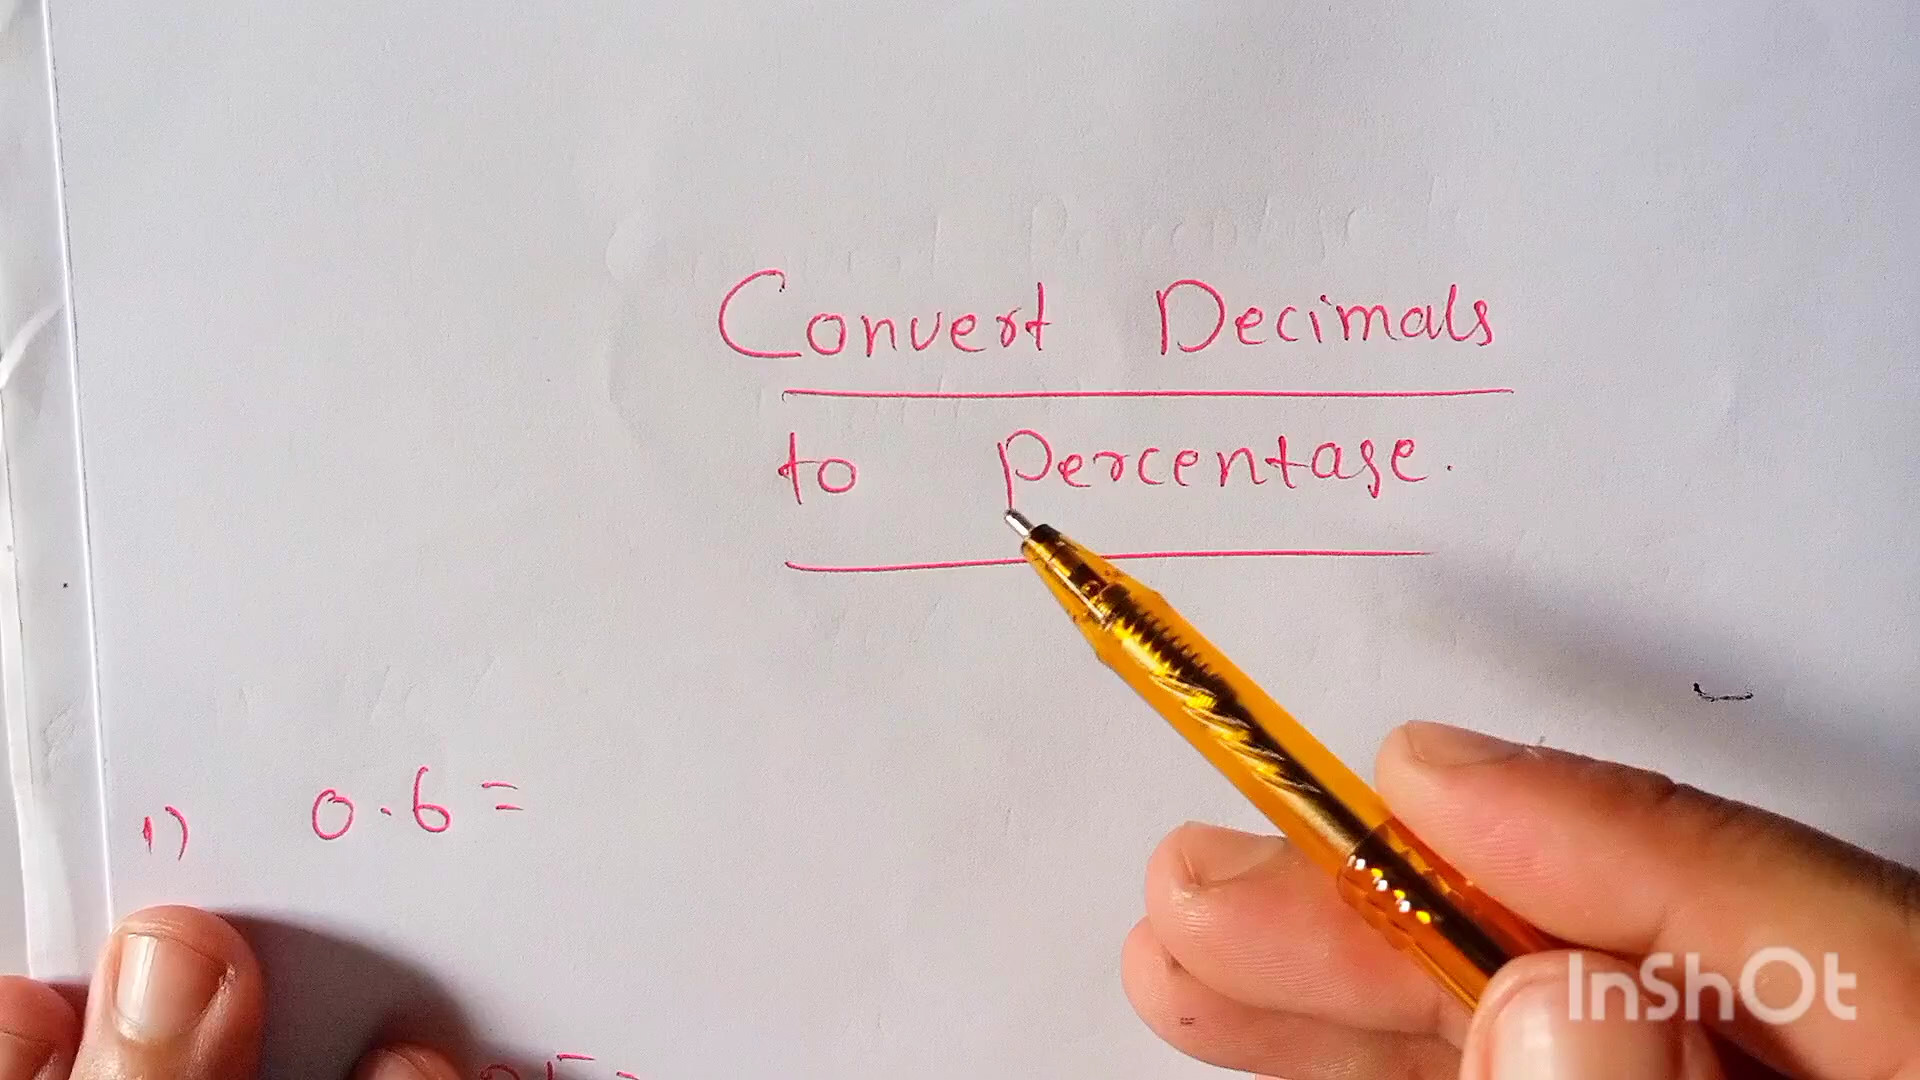 Convert Decimals
to Percentage.
1) 0.6 =
InShOt